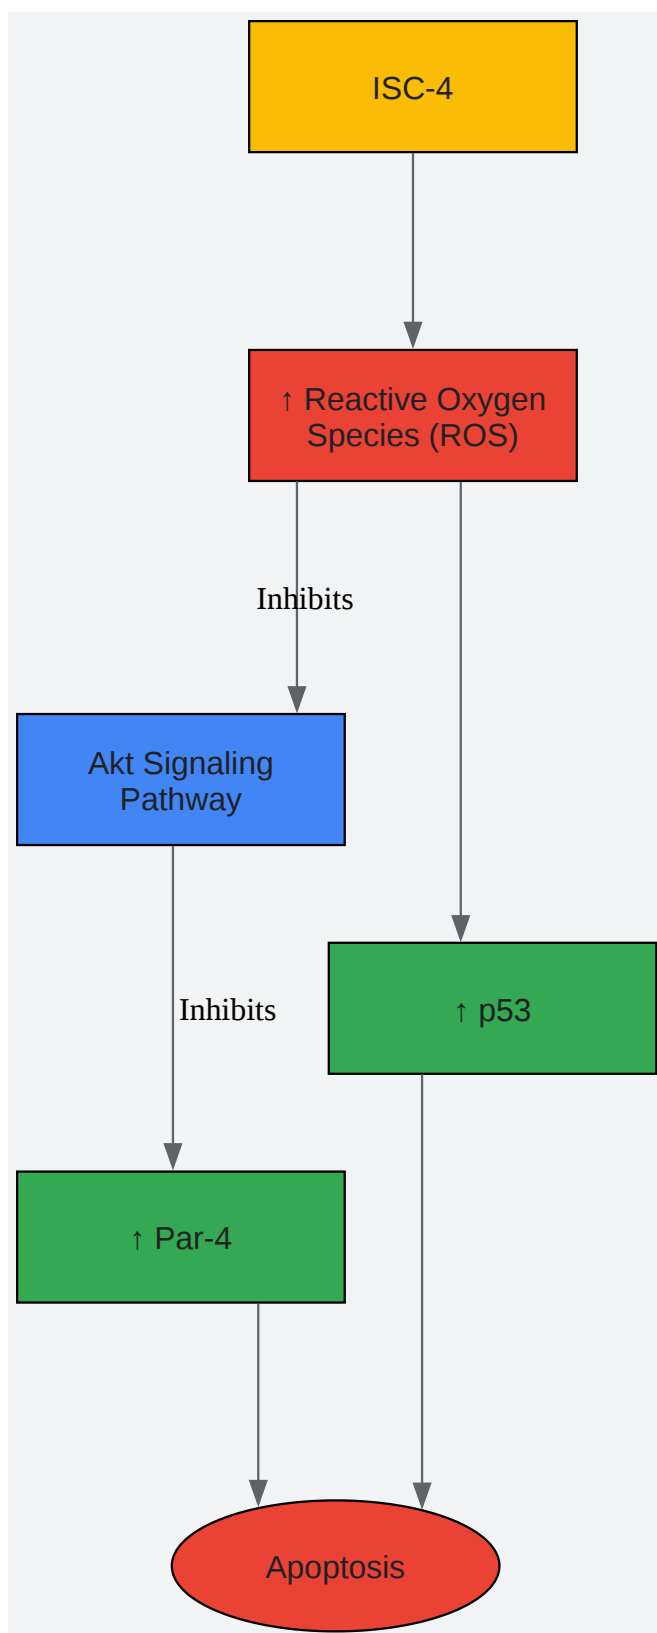 ISC-4
↑ Reactive Oxygen
Species (ROS)
Inhibits
Akt Signaling
Pathway
↑ p53
Inhibits
↑ Par-4
Apoptosis